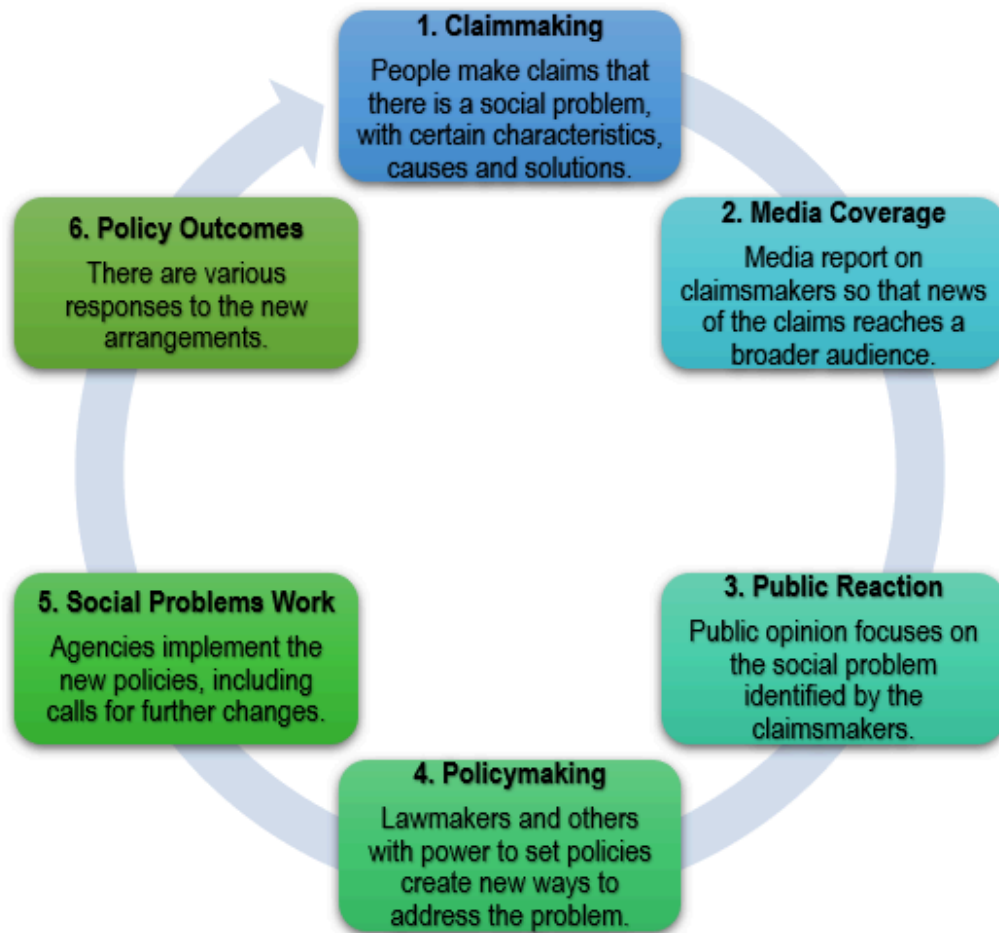 1. Claimmaking
People make claims that
there is a social problem,
with certain characteristics,
causes and solutions.
2. Media Coverage
Media report on
claimsmakers so that news
of the claims reaches a
broader audience.
3. Public Reaction
Public opinion focuses on
the social problem
identified by the
claimsmakers.
4. Policymaking
Lawmakers and others
with power to set policies
create new ways to
address the problem.
5. Social Problems Work
Agencies implement the
new policies, including
calls for further changes.
6. Policy Outcomes
There are various
responses to the new
arrangements.